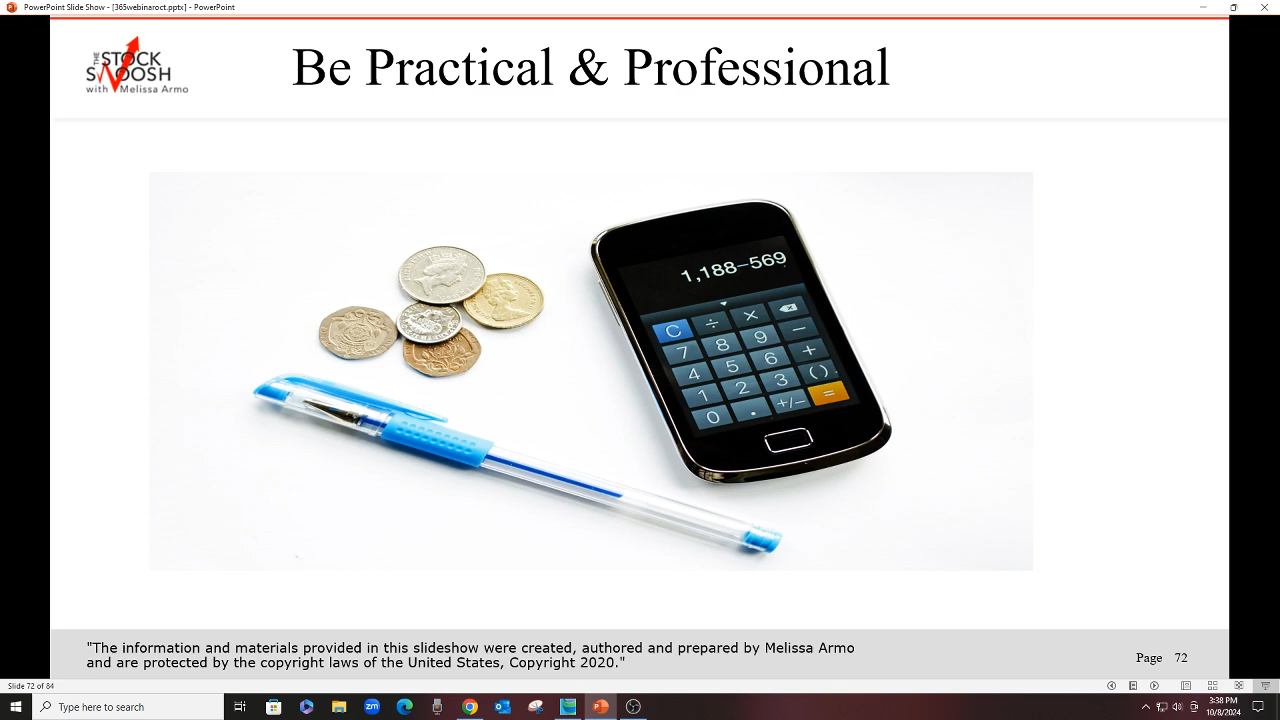 PowerPoint Slide Show - [365webinaroct.pptx] - PowerPoint
THE STOCK
SWOOSH
with Melissa Armo
Be Practical & Professional
1,188–569
C ÷ ×
7 8 9 −
4 5 6 +
1 2 3 ( )
0 . +/− =
"The information and materials provided in this slideshow were created, authored and prepared by Melissa Armo
and are protected by the copyright laws of the United States, Copyright 2020."
Page 72
Slide 72 of 84
Type here to search
zm
3:38 PM
10/8/2024